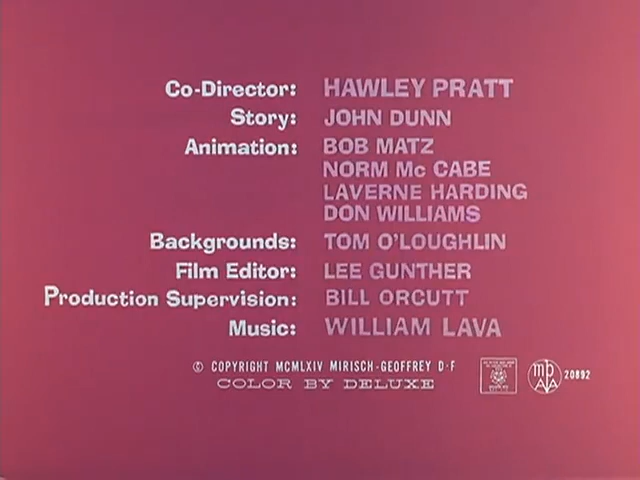 Co-Director: HAWLEY PRATT
Story: JOHN DUNN
Animation: BOB MATZ
NORM Mc CABE
LAVERNE HARDING
DON WILLIAMS
Backgrounds: TOM O'LOUGHLIN
Film Editor: LEE GUNTHER
Production Supervision: BILL ORCUTT
Music: WILLIAM LAVA
© COPYRIGHT MCMLXIV MIRISCH-GEOFFREY D-F
COLOR BY DELUXE
mpAA 20892